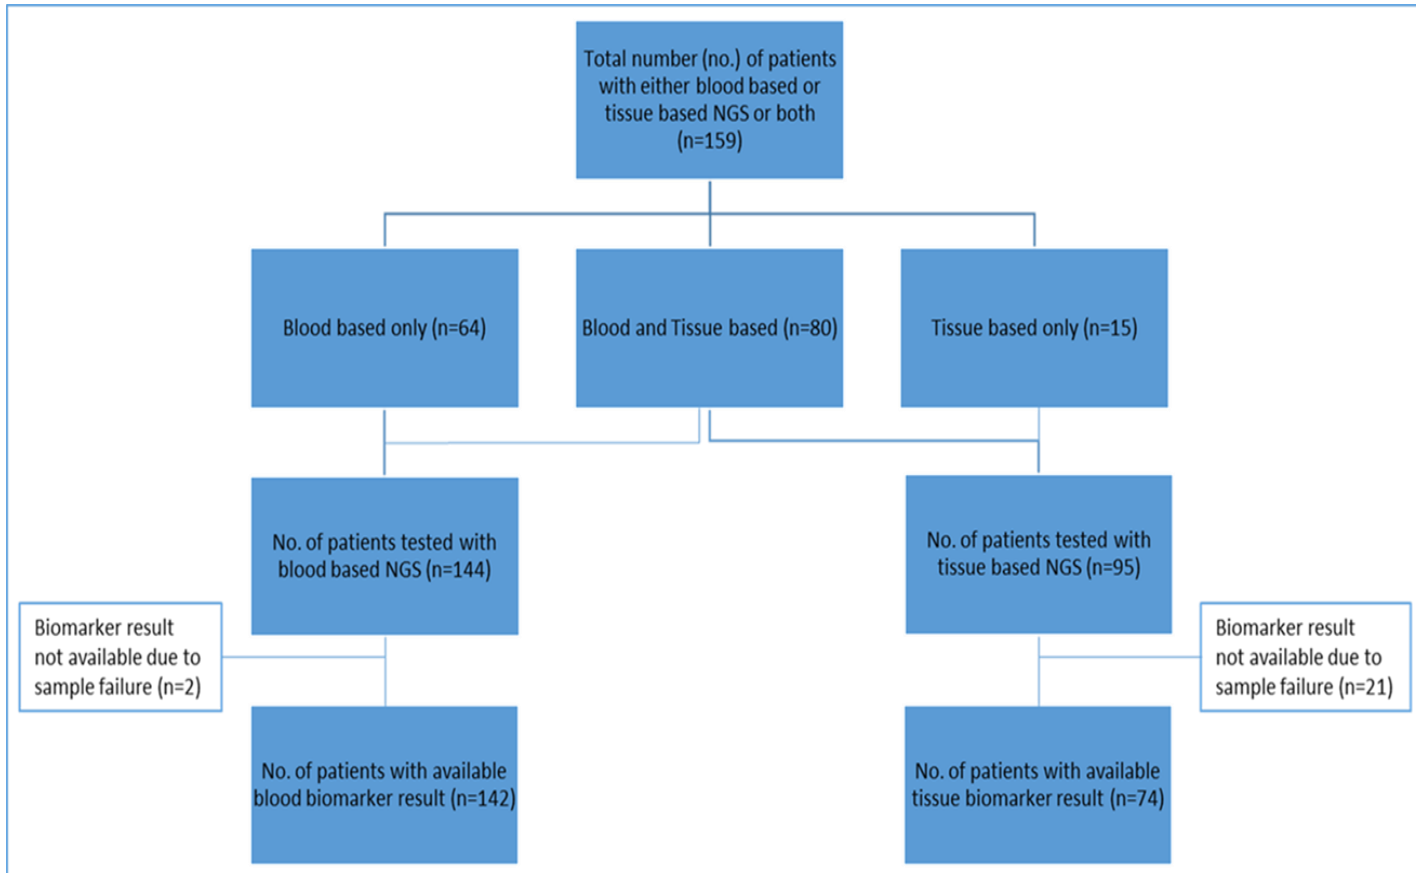 Total number (no.) of patients
with either blood based or
tissue based NGS or both
(n=159)
Blood based only (n=64)
Blood and Tissue based (n=80)
Tissue based only (n=15)
No. of patients tested with
blood based NGS (n=144)
No. of patients tested with
tissue based NGS (n=95)
Biomarker result
not available due to
sample failure (n=2)
Biomarker result
not available due to
sample failure (n=21)
No. of patients with available
blood biomarker result (n=142)
No. of patients with available
tissue biomarker result (n=74)